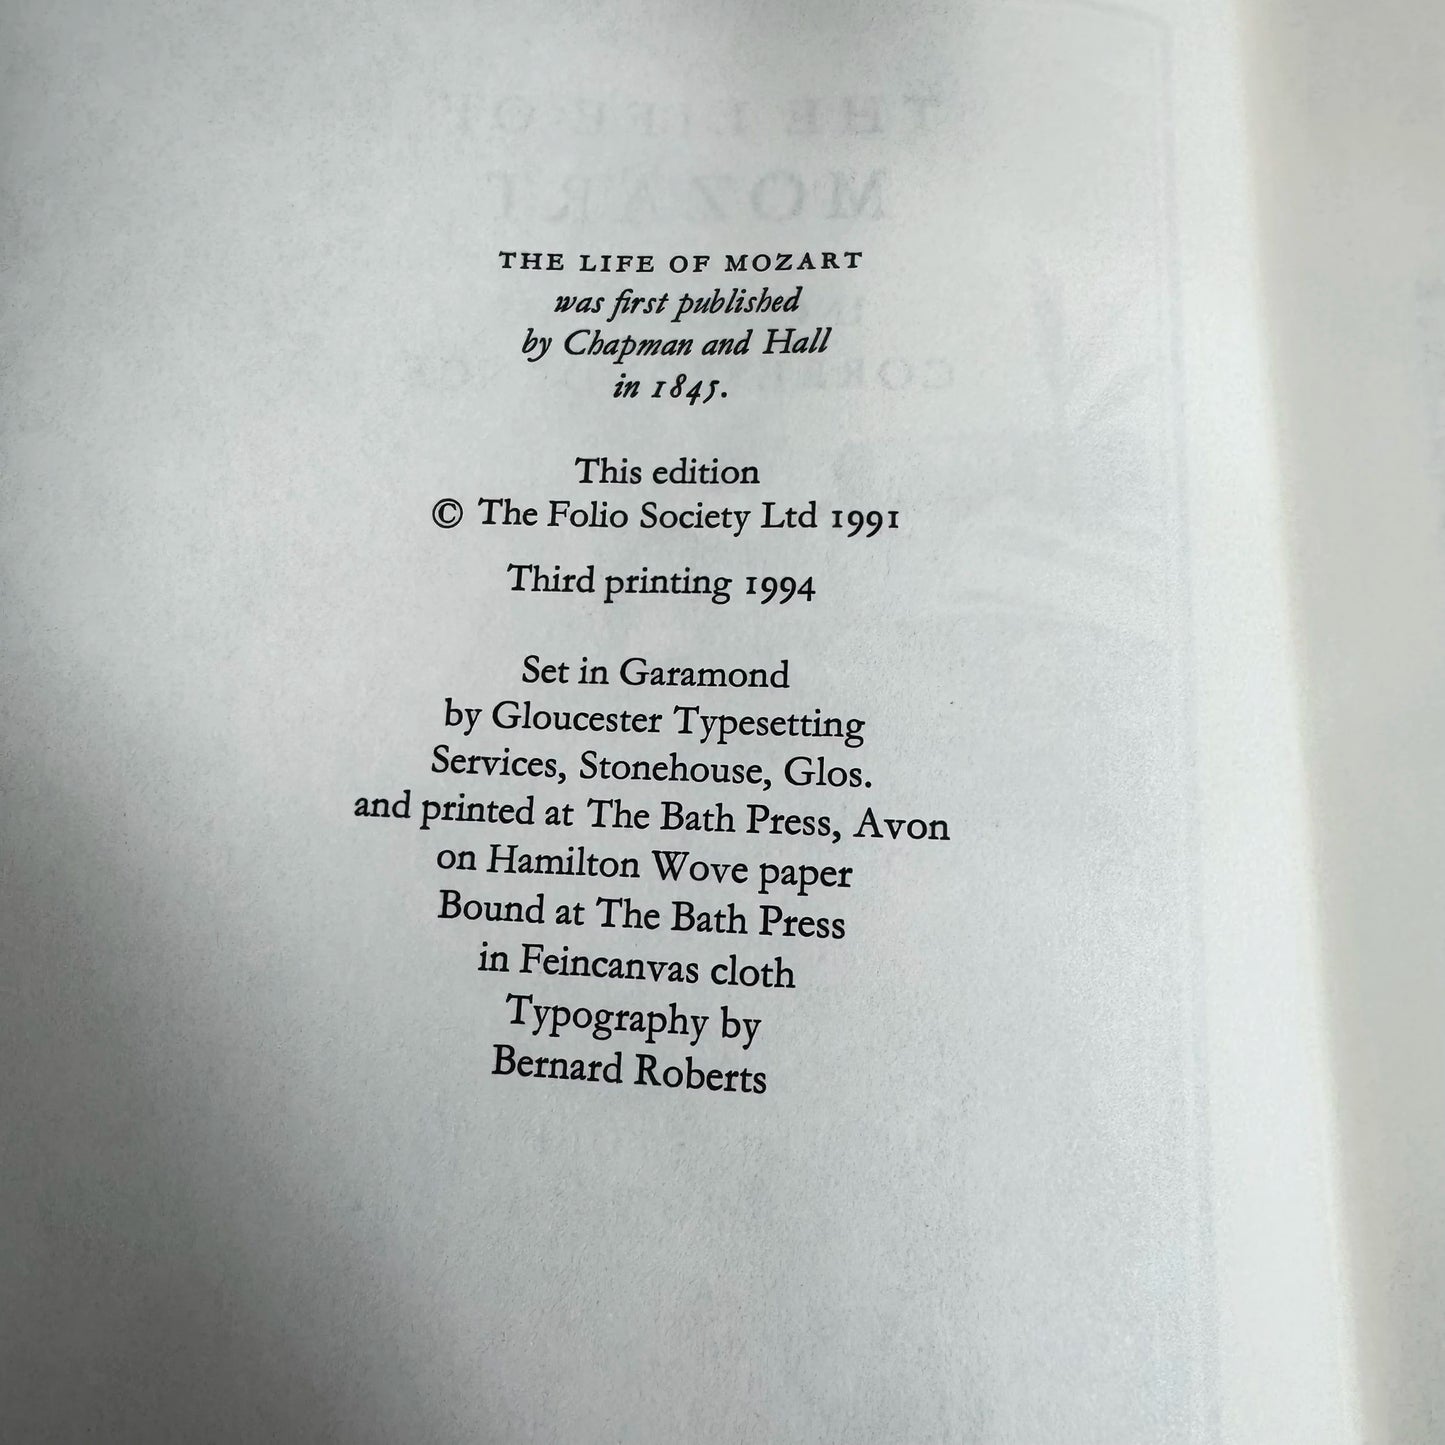 THE LIFE OF MOZART
was first published
by Chapman and Hall
in 1845.
This edition
© The Folio Society Ltd 1991
Third printing 1994
Set in Garamond
by Gloucester Typesetting
Services, Stonehouse, Glos.
and printed at The Bath Press, Avon
on Hamilton Wove paper
Bound at The Bath Press
in Feincanvas cloth
Typography by
Bernard Roberts